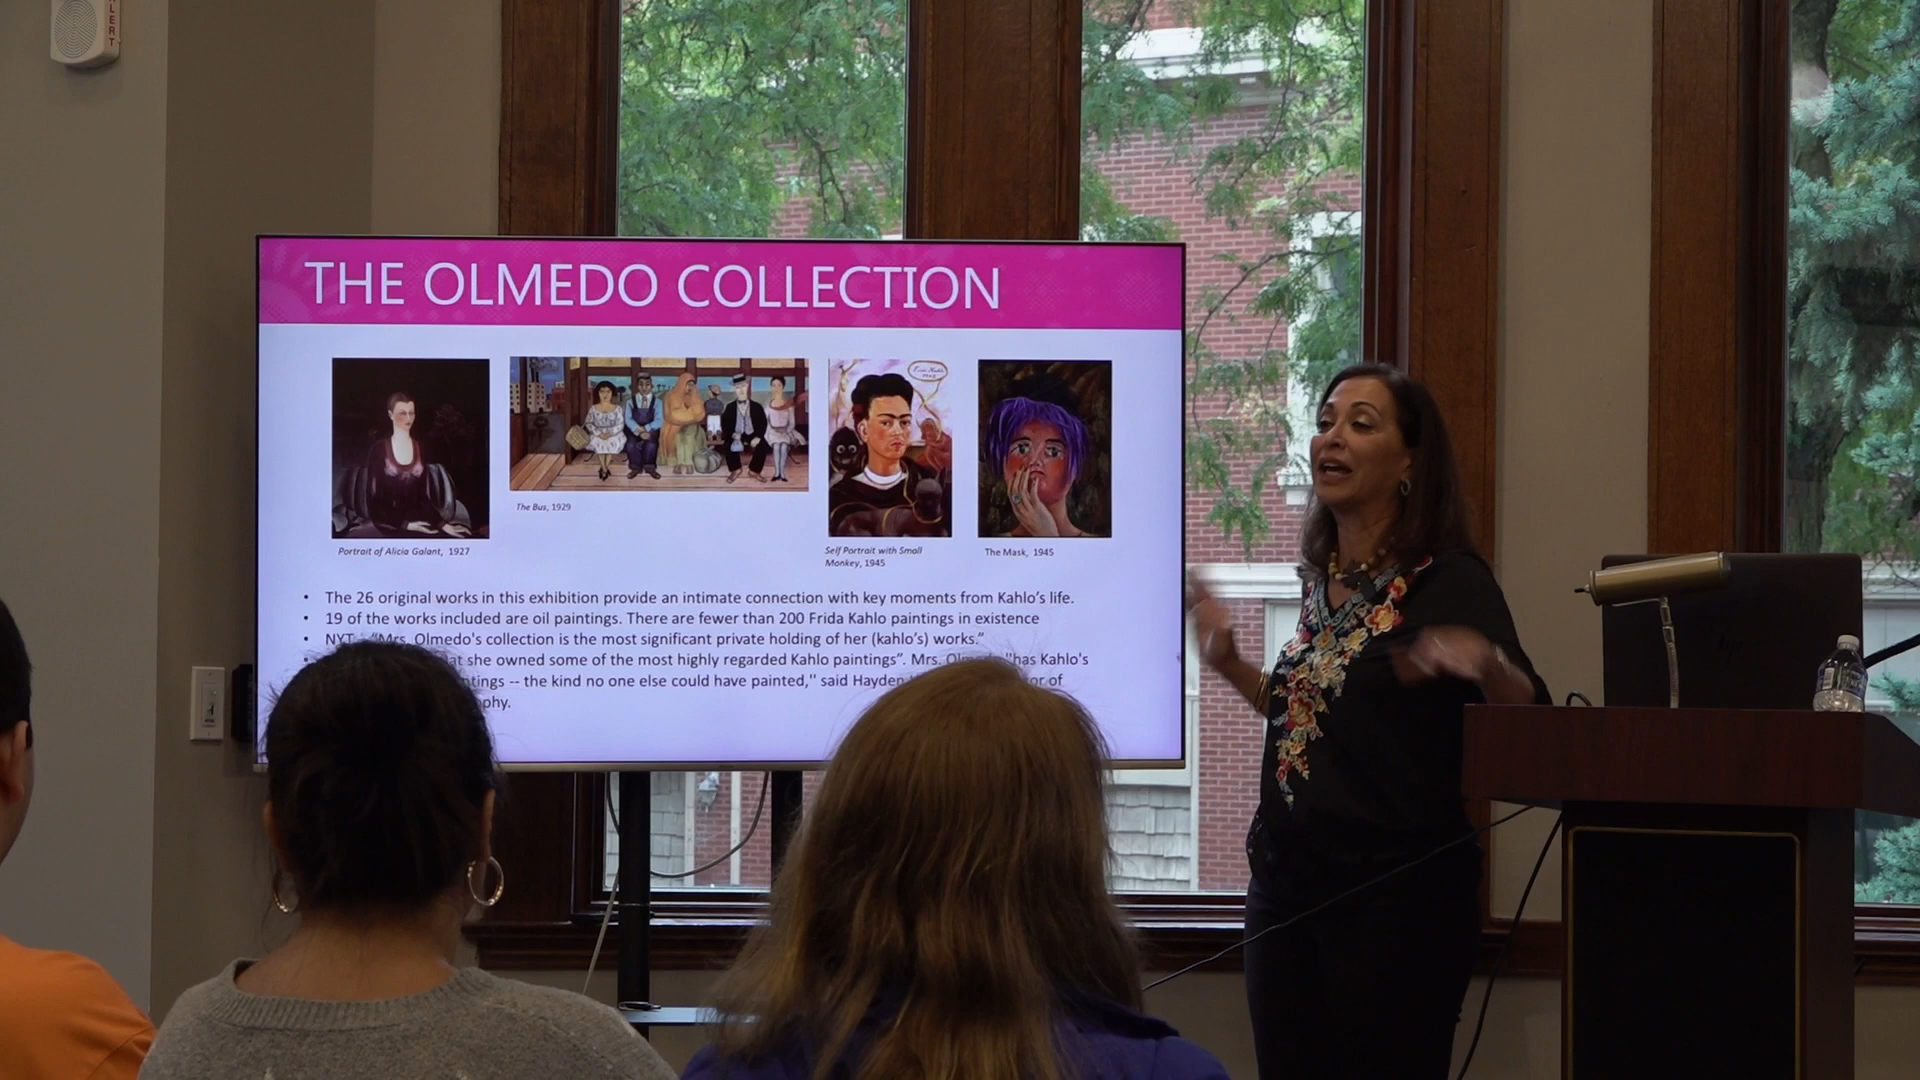 ALERT
THE OLMEDO COLLECTION
Portrait of Alicia Galant, 1927
The Bus, 1929
Self Portrait with Small
Monkey, 1945
The Mask, 1945
• The 26 original works in this exhibition provide an intimate connection with key moments from Kahlo's life.
• 19 of the works included are oil paintings. There are fewer than 200 Frida Kahlo paintings in existence
• NYT - "Mrs. Olmedo's collection is the most significant private holding of her (kahlo's) works."
• she owned some of the most highly regarded Kahlo paintings". Mrs. Olmedo "has Kahlo's
-- the kind no one else could have painted," said Hayden of